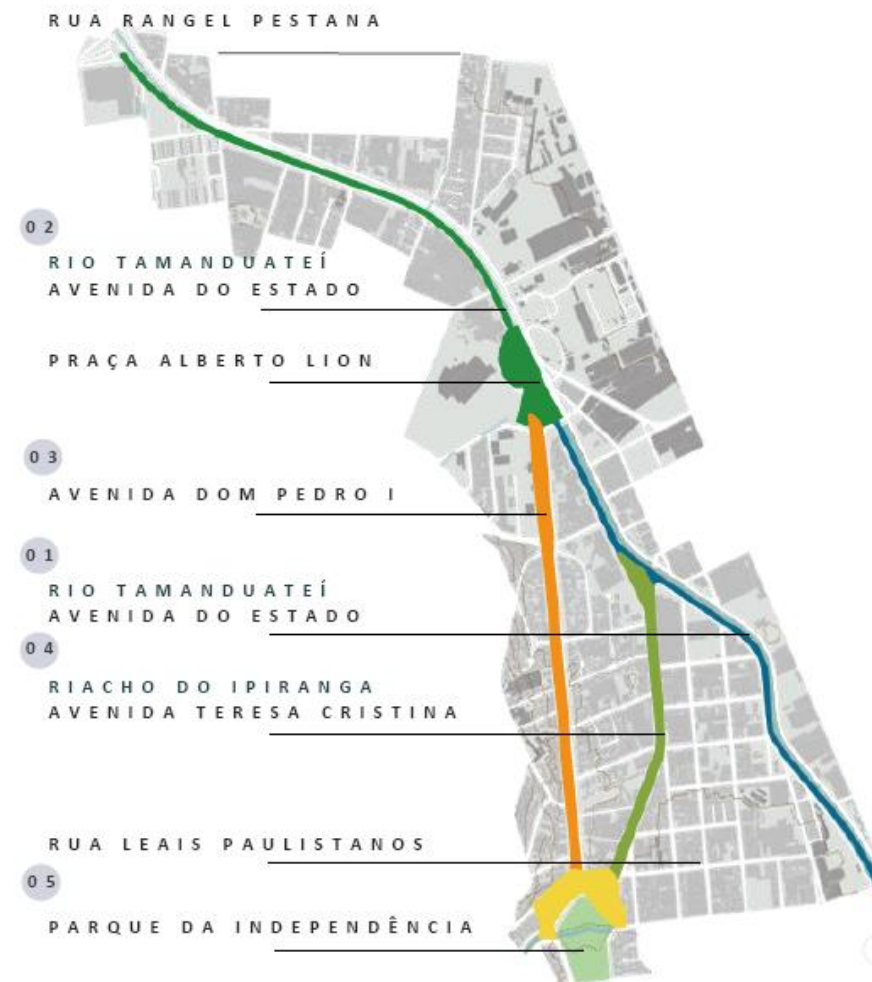 RUA RANGEL PESTANA
02
RIO TAMANDUATEÍ
AVENIDA DO ESTADO
PRAÇA ALBERTO LION
03
AVENIDA DOM PEDRO I
01
RIO TAMANDUATEÍ
AVENIDA DO ESTADO
04
RIACHO DO IPIRANGA
AVENIDA TERESA CRISTINA
RUA LEAIS PAULISTANOS
05
PARQUE DA INDEPENDÊNCIA